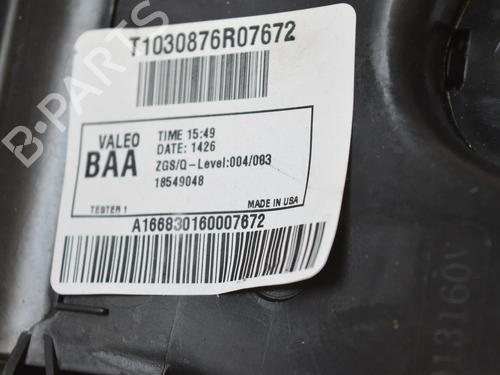 T1030876R07672
VALEO
BAA
TIME 15:49
DATE: 1426
ZGS/Q-Level:004/003
18549048
TESTER 1
MADE IN USA
A166830160007672
B-PARTS